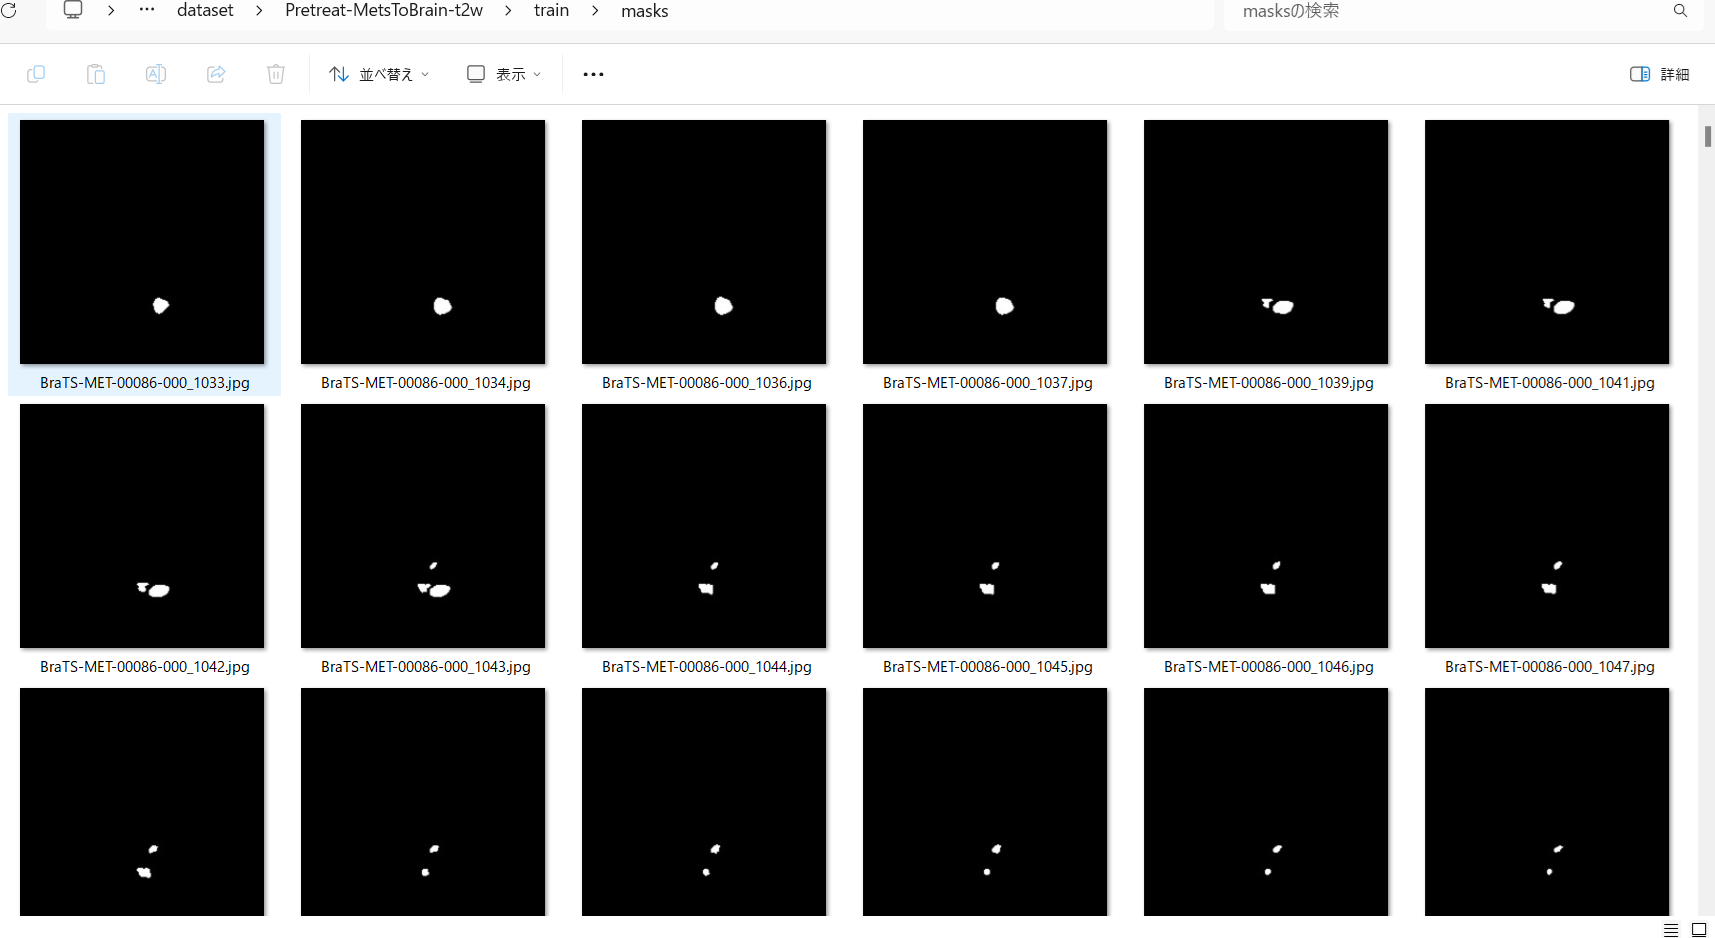 dataset > Pretreat-MetsToBrain-t2w > train > masks
masksの検索
並べ替え
表示
詳細
BraTS-MET-00086-000_1033.jpg
BraTS-MET-00086-000_1034.jpg
BraTS-MET-00086-000_1036.jpg
BraTS-MET-00086-000_1037.jpg
BraTS-MET-00086-000_1039.jpg
BraTS-MET-00086-000_1041.jpg
BraTS-MET-00086-000_1042.jpg
BraTS-MET-00086-000_1043.jpg
BraTS-MET-00086-000_1044.jpg
BraTS-MET-00086-000_1045.jpg
BraTS-MET-00086-000_1046.jpg
BraTS-MET-00086-000_1047.jpg